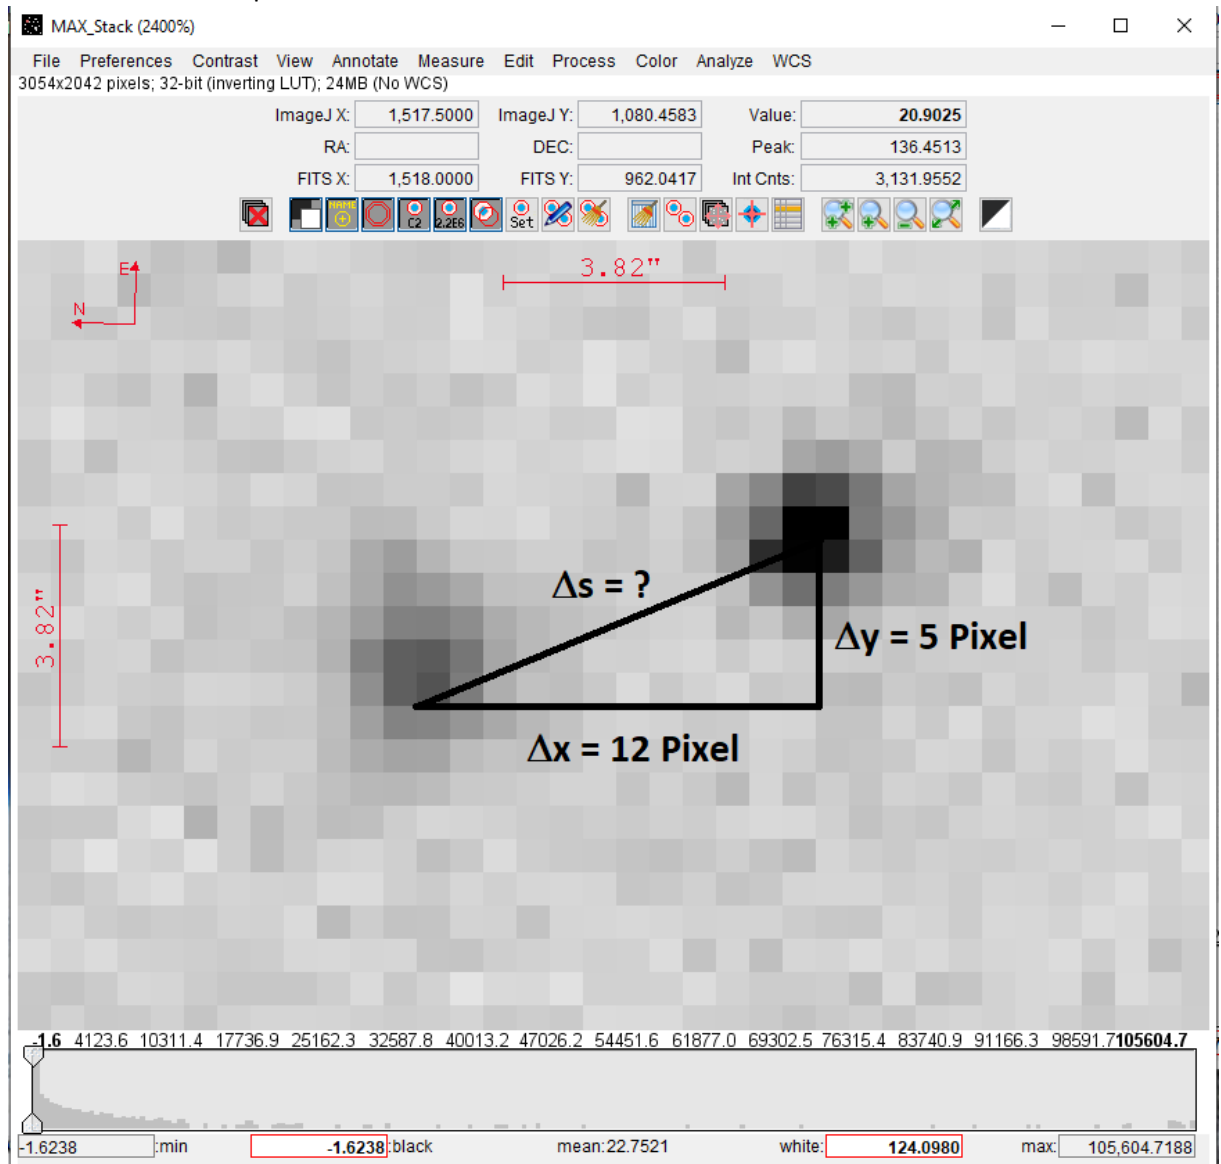 MAX_Stack (2400%)
File Preferences Contrast View Annotate Measure Edit Process Color Analyze WCS
3054x2042 pixels; 32-bit (inverting LUT); 24MB (No WCS)
ImageJ X: 1,517.5000 ImageJ Y: 1,080.4583 Value: 20.9025
RA: DEC: Peak: 136.4513
FITS X: 1,518.0000 FITS Y: 962.0417 Int Cnts: 3,131.9552
NAME C2 2.2E6 Set
E 3.82"
N
3.82"
Δs = ?
Δy = 5 Pixel
Δx = 12 Pixel
-1.6 4123.6 10311.4 17736.9 25162.3 32587.8 40013.2 47026.2 54451.6 61877.0 69302.5 76315.4 83740.9 91166.3 98591.7 105604.7
-1.6238 :min -1.6238 :black mean:22.7521 white: 124.0980 max: 105,604.7188